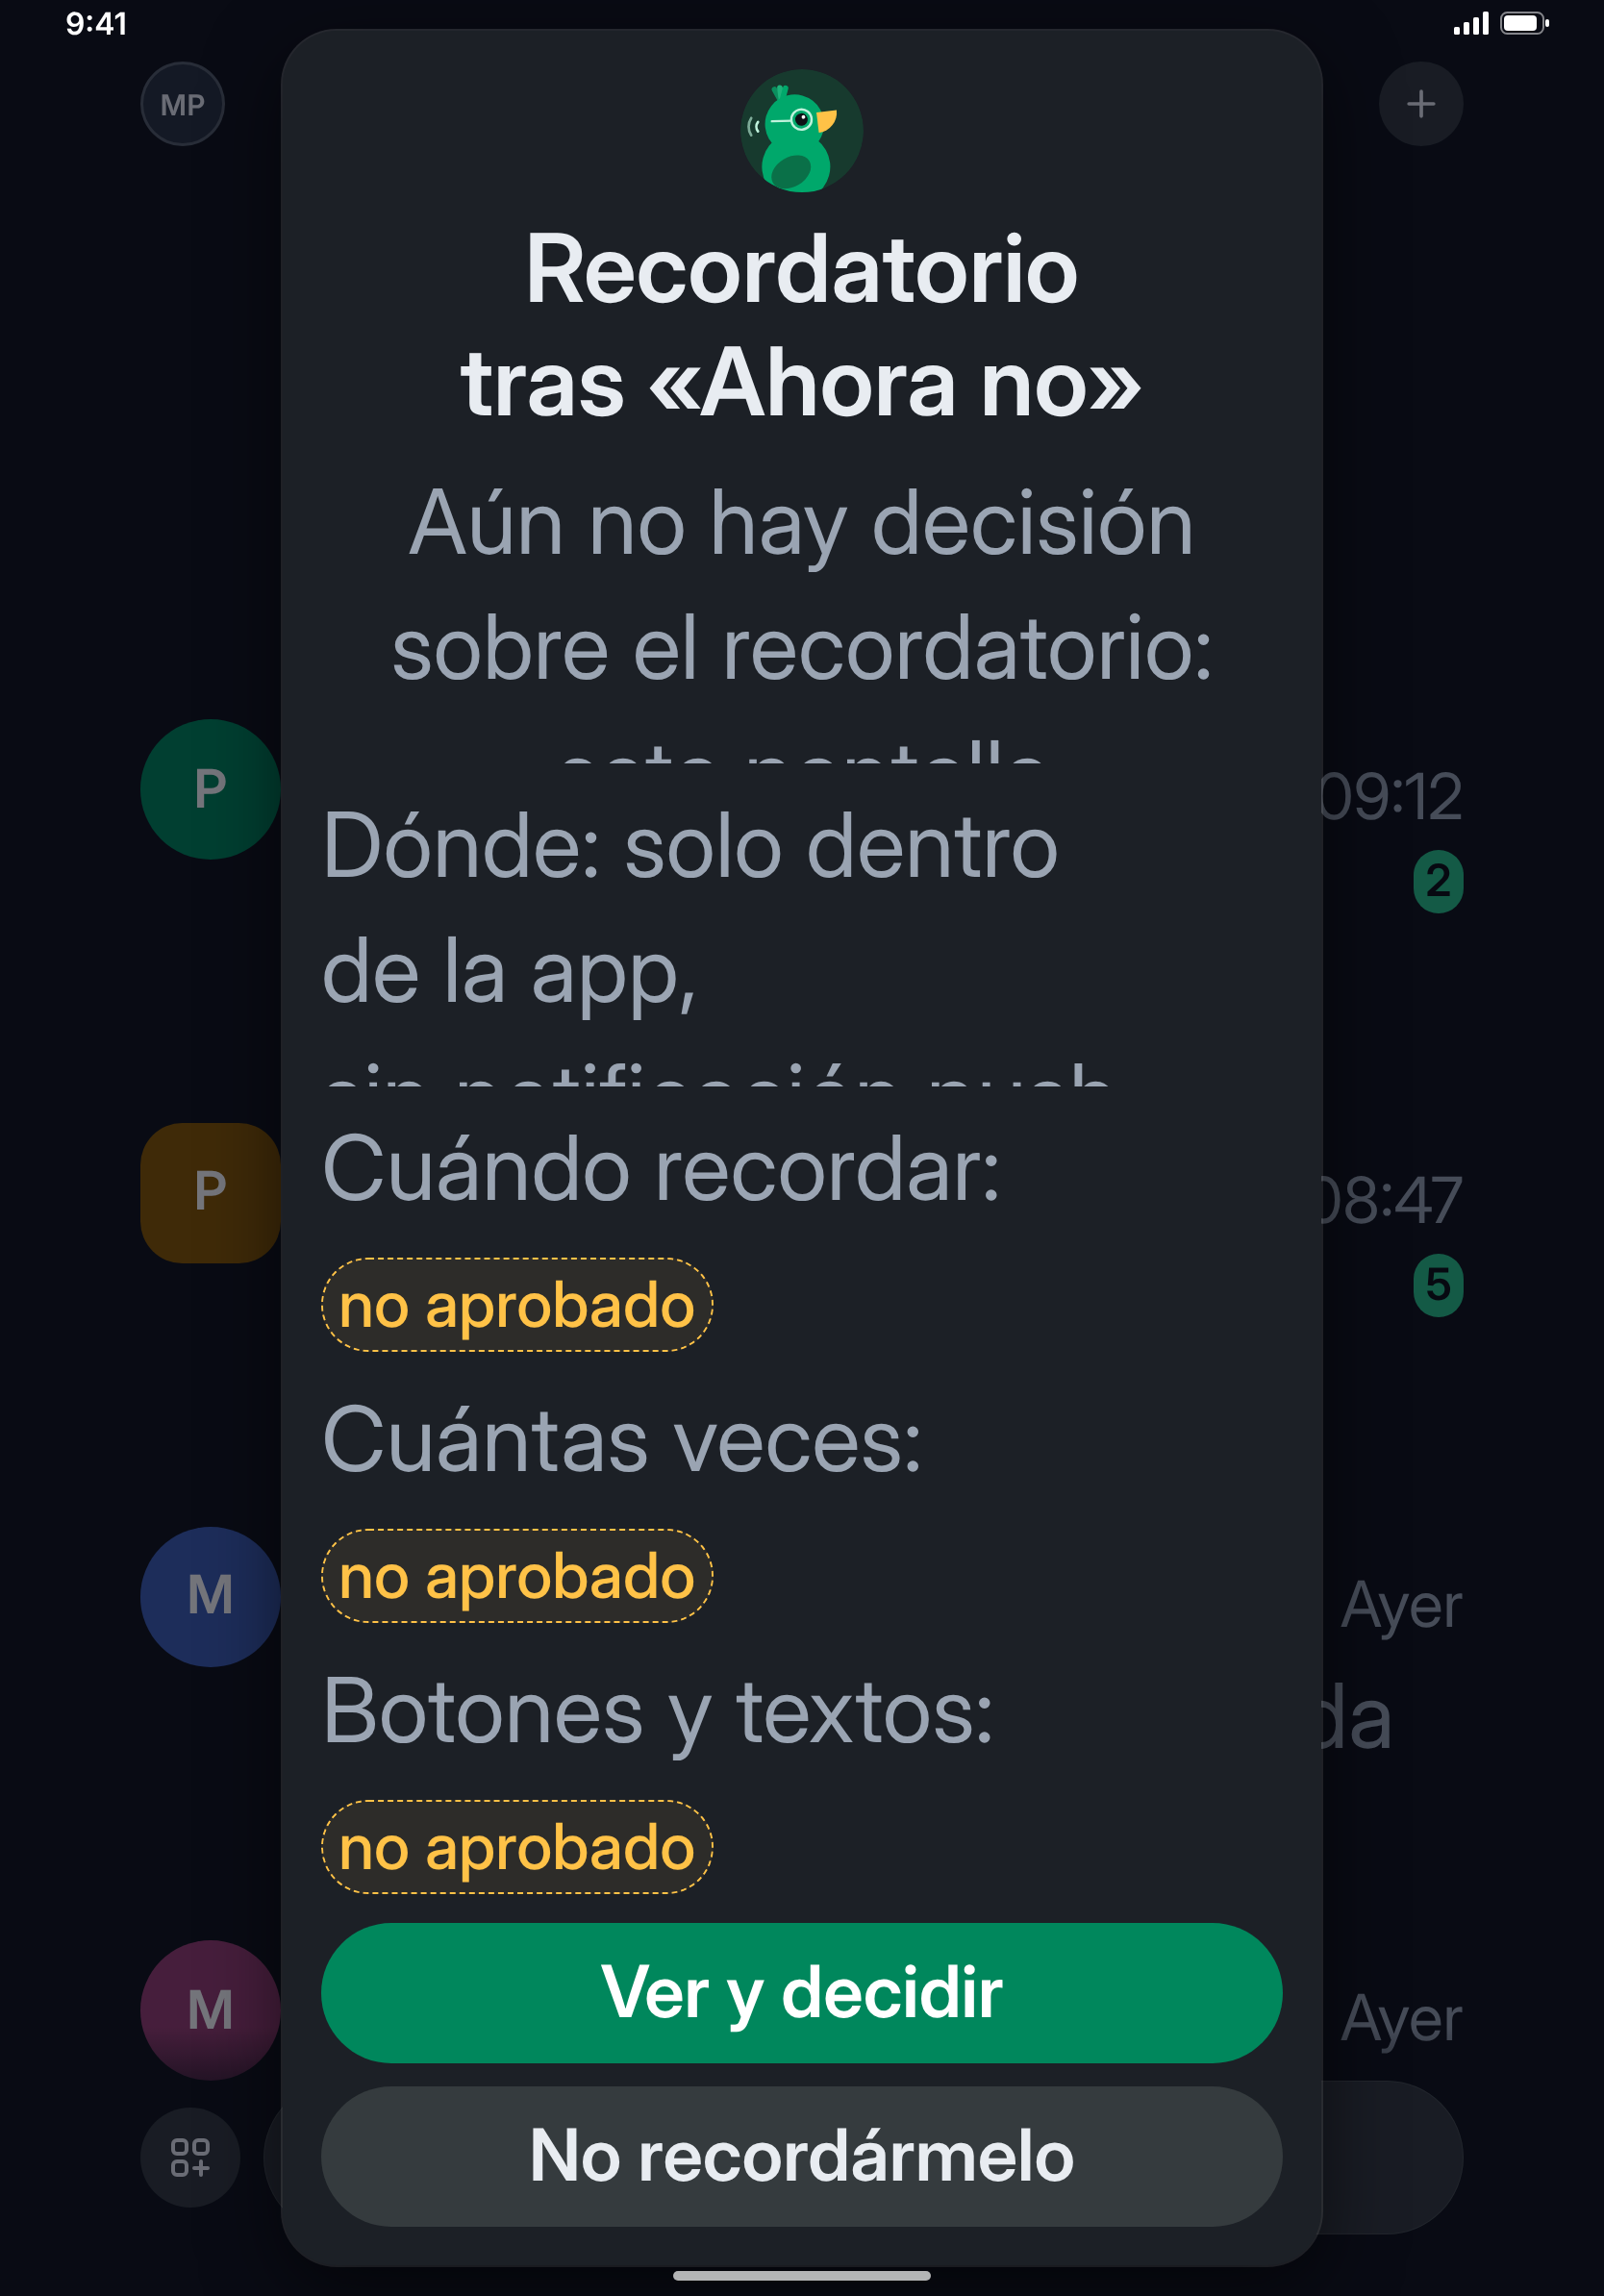 9:41
MP
Recordatorio
tras «Ahora no»
Aún no hay decisión
sobre el recordatorio:
Dónde: solo dentro
de la app,
Cuándo recordar:
no aprobado
Cuántas veces:
no aprobado
Botones y textos:
no aprobado
Ver y decidir
No recordármelo
P
09:12
2
P
08:47
5
M
Ayer
da
M
Ayer